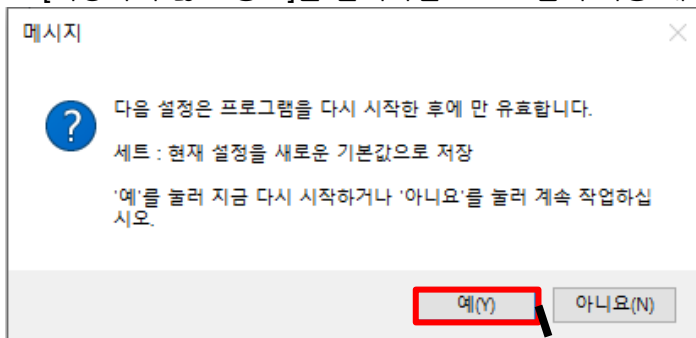 메시지
다음 설정은 프로그램을 다시 시작한 후에 만 유효합니다.
세트 : 현재 설정을 새로운 기본값으로 저장
'예'를 눌러 지금 다시 시작하거나 '아니요'를 눌러 계속 작업하십
시오.
예(Y) 아니요(N)